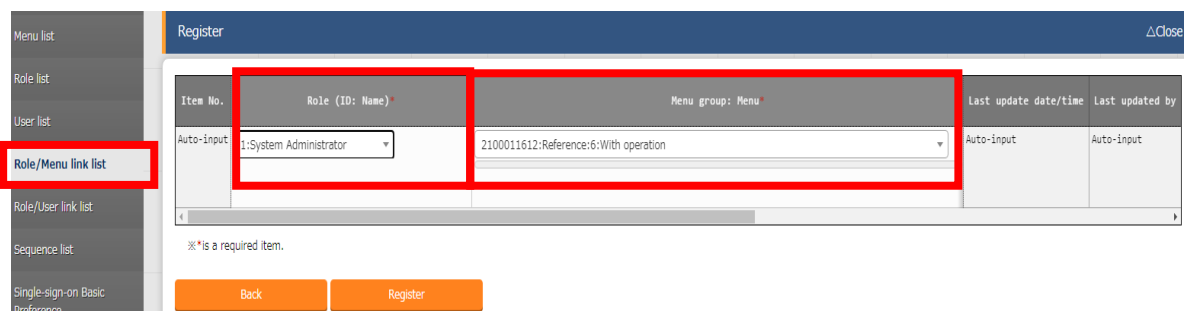 Menu list
Role list
User list
Role/Menu link list
Role/User link list
Sequence list
Single-sign-on Basic
Preference
Register
△Close
Item No.
Role (ID: Name)*
Menu group: Menu*
Last update date/time
Last updated by
Auto-input
1:System Administrator
2100011612:Reference:6:With operation
Auto-input
Auto-input
※*is a required item.
Back
Register